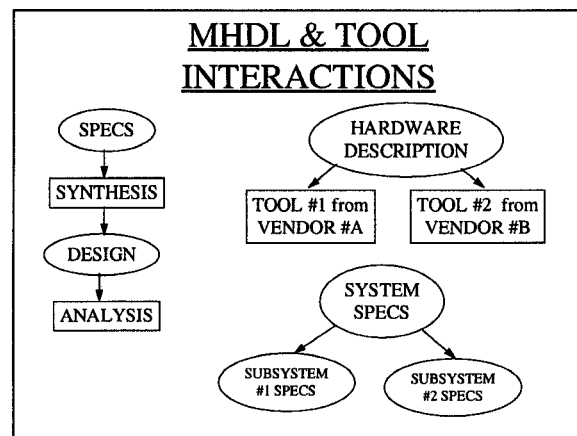 MHDL & TOOL
INTERACTIONS
SPECS
SYNTHESIS
DESIGN
ANALYSIS
HARDWARE
DESCRIPTION
TOOL #1 from
VENDOR #A
TOOL #2 from
VENDOR #B
SYSTEM
SPECS
SUBSYSTEM
#1 SPECS
SUBSYSTEM
#2 SPECS